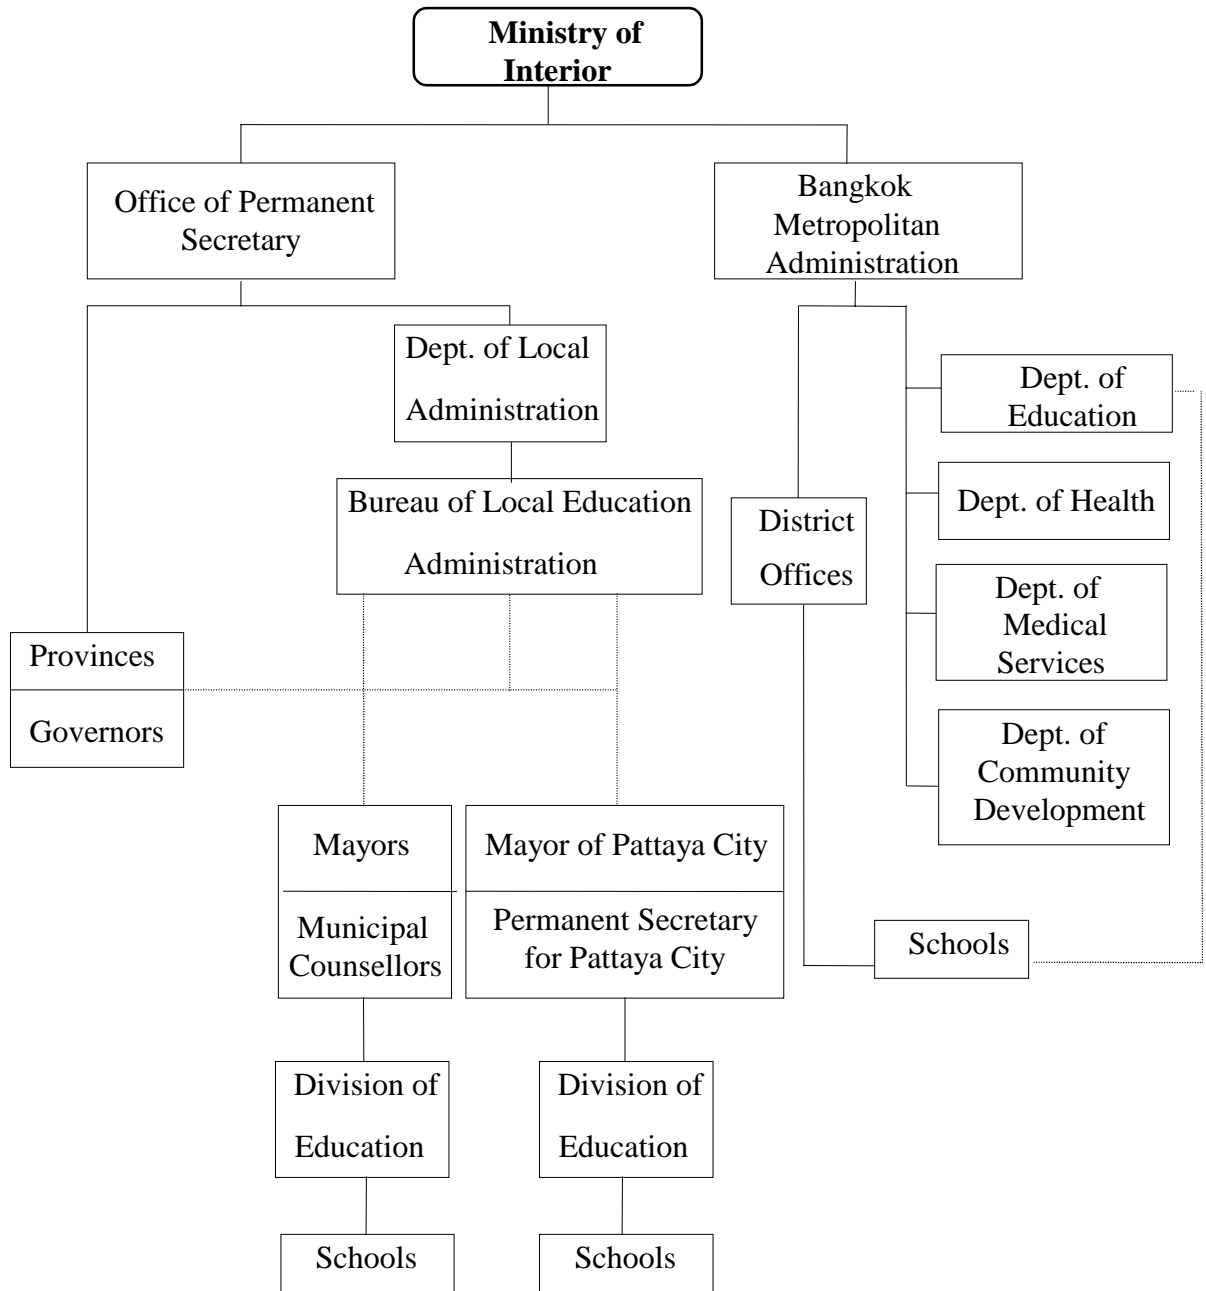 Ministry of
Interior
Office of Permanent
Secretary
Bangkok
Metropolitan
Administration
Dept. of Local
Administration
Bureau of Local Education
Administration
Provinces
Governors
Mayors
Municipal
Counsellors
Division of
Education
Schools
Mayor of Pattaya City
Permanent Secretary
for Pattaya City
Division of
Education
Schools
District
Offices
Dept. of
Education
Dept. of Health
Dept. of
Medical
Services
Dept. of
Community
Development
Schools